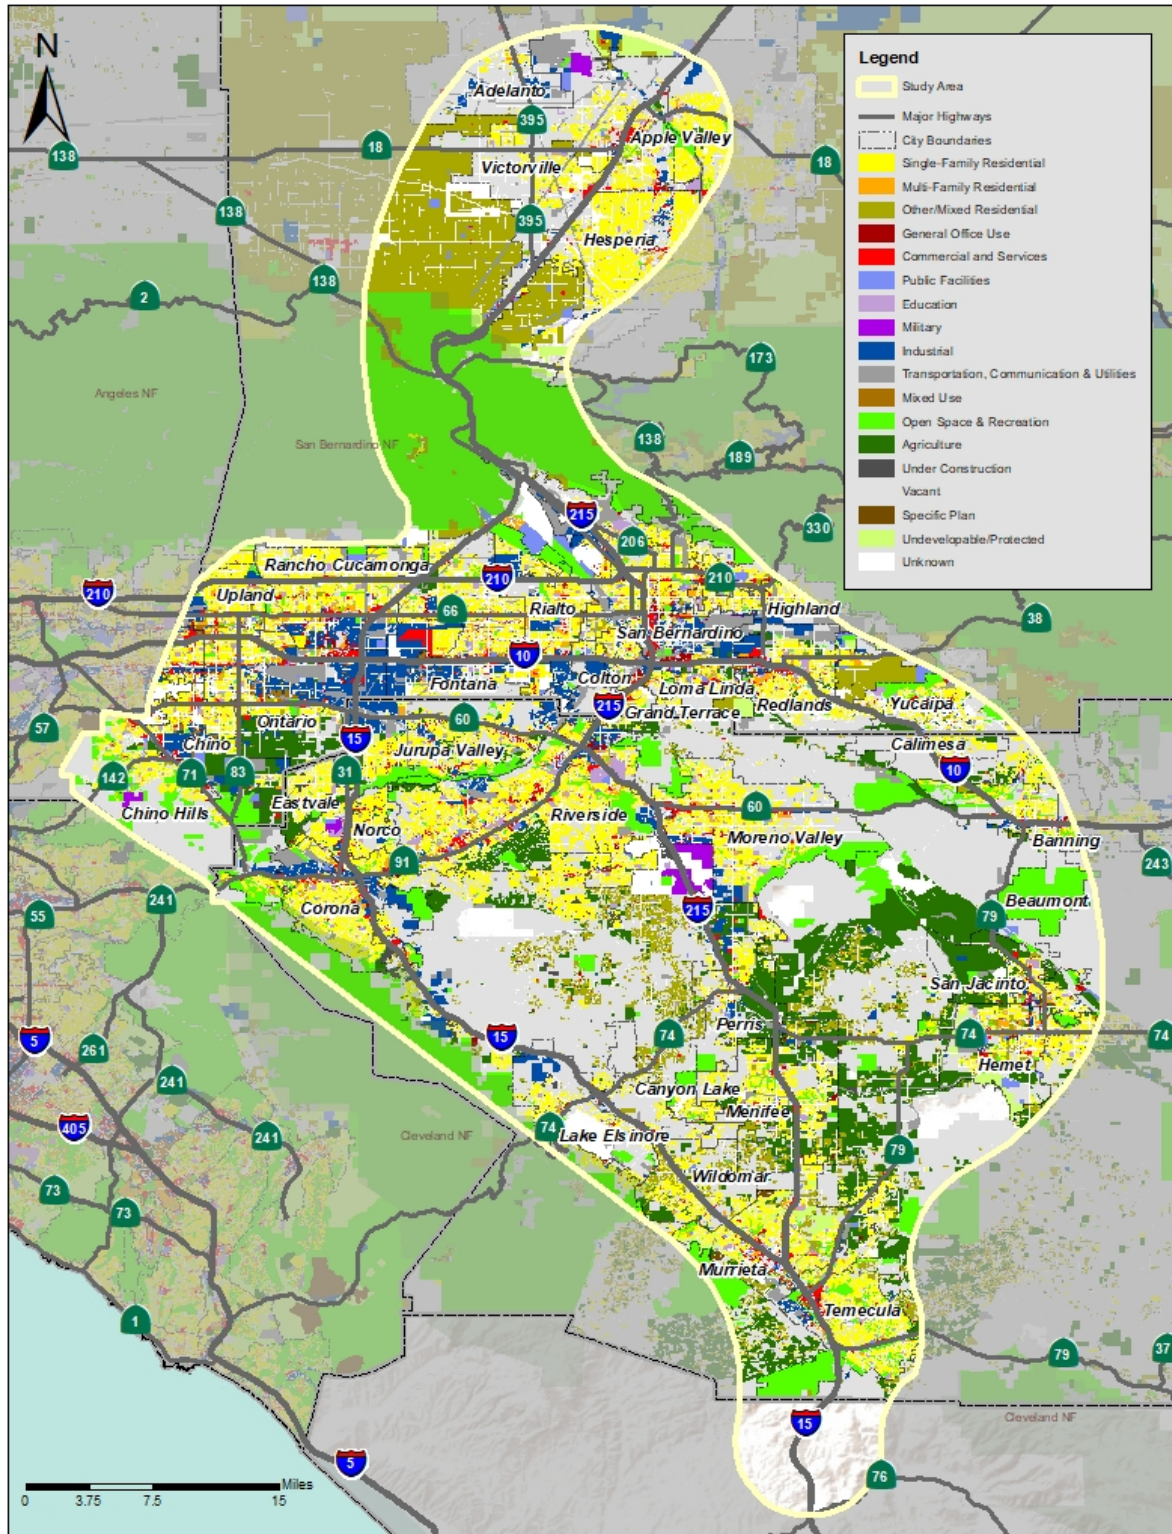 N
Legend
Study Area
Major Highways
City Boundaries
Single-Family Residential
Multi-Family Residential
Other/Mixed Residential
General Office Use
Commercial and Services
Public Facilities
Education
Military
Industrial
Transportation, Communication & Utilities
Mixed Use
Open Space & Recreation
Agriculture
Under Construction
Vacant
Specific Plan
Undevelopable/Protected
Unknown
Adelanto
395
Apple Valley
138
18
18
Victorville
138
395
Hesperia
138
2
173
Angeles NF
San Bernardino NF
138
189
215
330
206
Rancho Cucamonga
210
210
210
Upland
66
Rialto
Highland
38
San Bernardino
10
Fontana
Colton
Loma Linda
215
Redlands
Yucaipa
Grand Terrace
57
Ontario
60
15
Chino
Jurupa Valley
Calimesa
10
142
71
83
31
Chino Hills
Eastvale
Riverside
60
Norco
Moreno Valley
Banning
91
243
241
Corona
215
Beaumont
55
79
San Jacinto
Perris
5
15
74
74
74
261
Hemet
241
Canyon Lake
Menifee
405
241
Cleveland NF
74
Lake Elsinore
79
Wildomar
73
73
Murrieta
1
Temecula
79
37
Cleveland NF
15
5
76
Miles
0
3.75
7.5
15